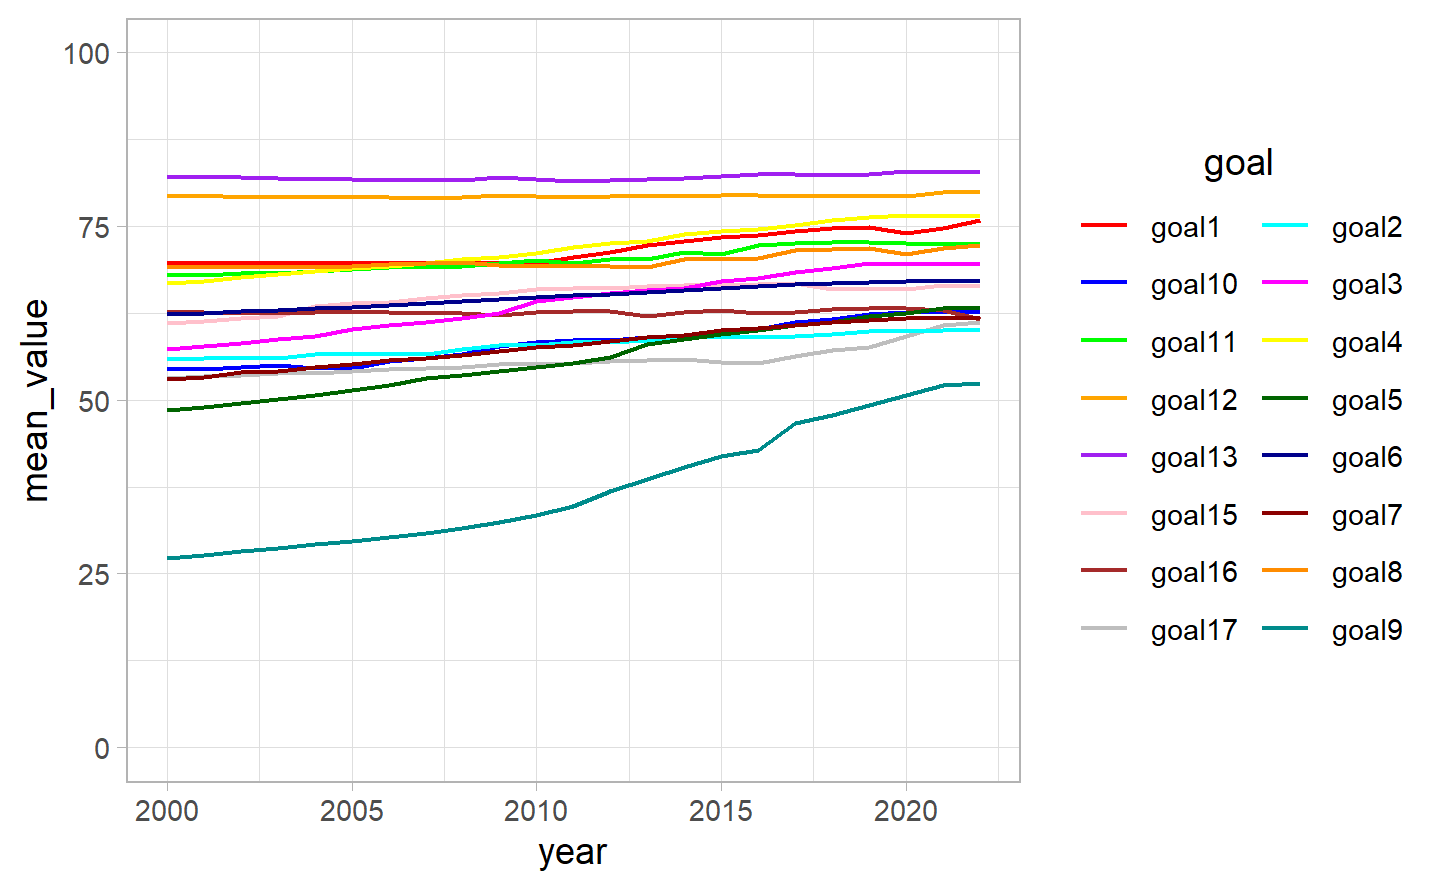 100
75
50
25
0
mean_value
2000 2005 2010 2015 2020
year
goal
goal1 goal2
goal10 goal3
goal11 goal4
goal12 goal5
goal13 goal6
goal15 goal7
goal16 goal8
goal17 goal9